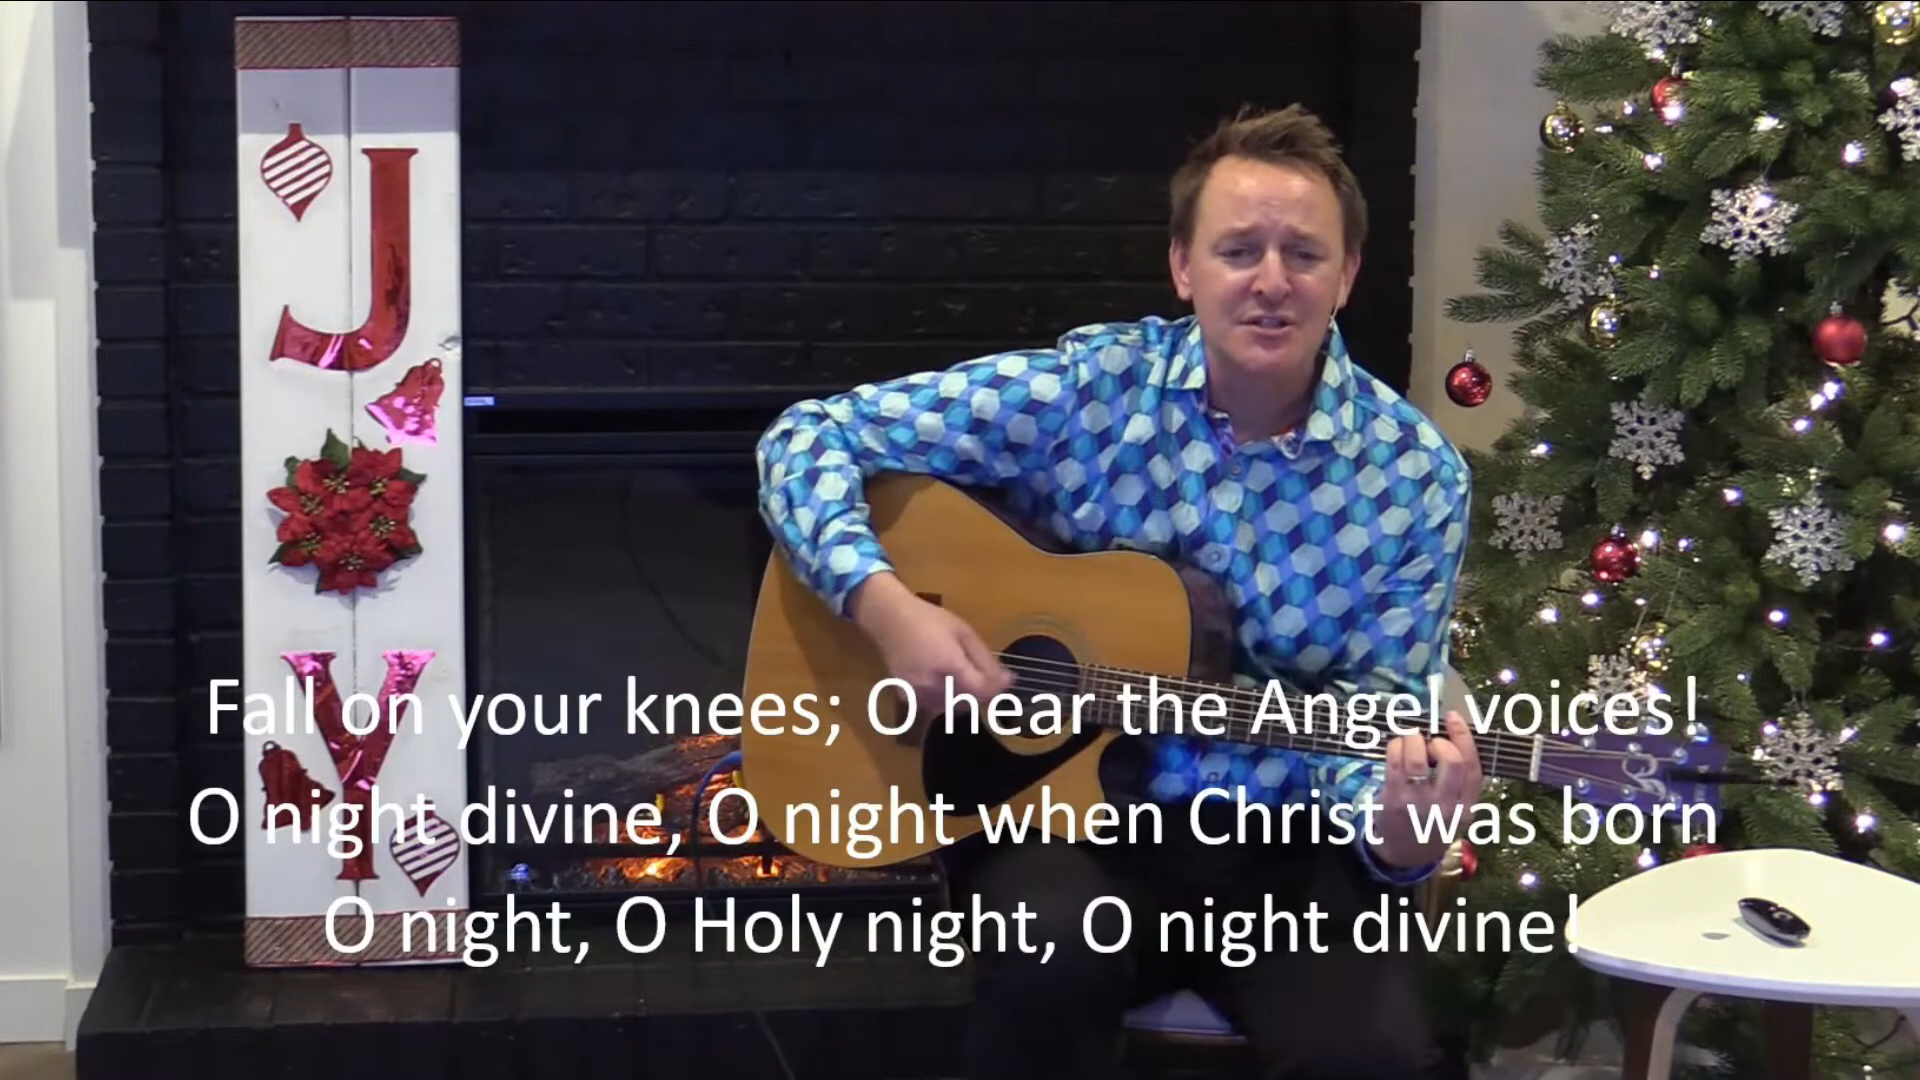 JOY
Fall on your knees; O hear the Angel voices!
O night divine, O night when Christ was born
O night, O Holy night, O night divine!